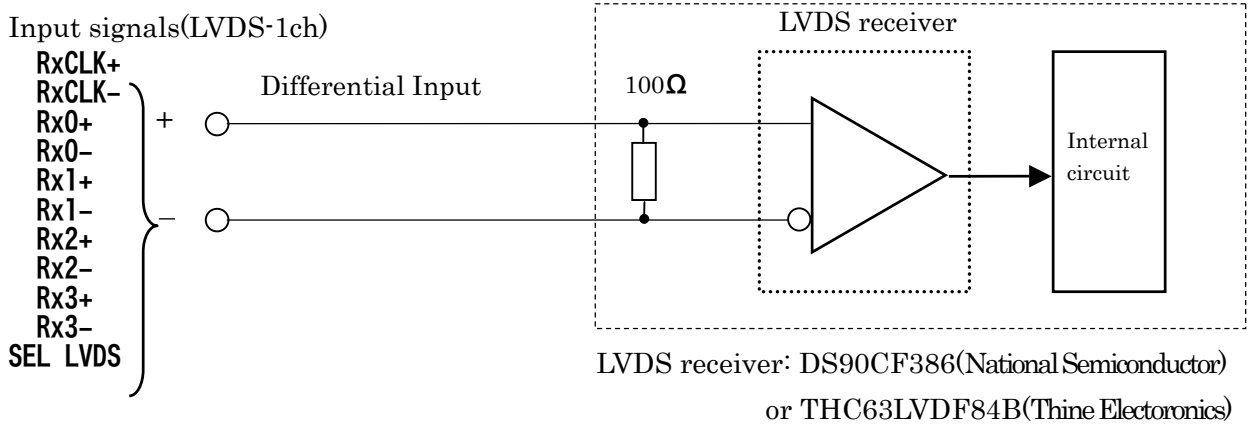 Input signals(LVDS-1ch)
RxCLK+
RxCLK-
Rx0+
Rx0-
Rx1+
Rx1-
Rx2+
Rx2-
Rx3+
Rx3-
SEL LVDS
+
-
Differential Input
100Ω
LVDS receiver
Internal
circuit
LVDS receiver: DS90CF386(National Semiconductor)
or THC63LVDF84B(Thine Electoronics)